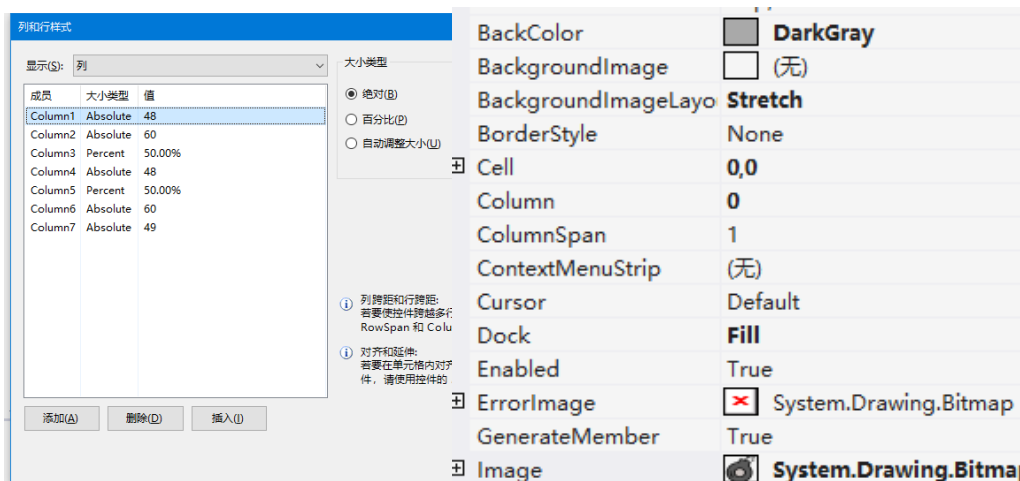 列和行样式
显示(S): 列
成员 大小类型 值
Column1 Absolute 48
Column2 Absolute 60
Column3 Percent 50.00%
Column4 Absolute 48
Column5 Percent 50.00%
Column6 Absolute 60
Column7 Absolute 49
添加(A) 删除(D) 插入(I)
大小类型
绝对(B)
百分比(P)
自动调整大小(U)
列跨距和行跨距:
若要使控件跨越多行
RowSpan 和 Colu
对齐和延伸:
若要在单元格内对齐
件，请使用控件的
BackColor DarkGray
BackgroundImage (无)
BackgroundImageLayo Stretch
BorderStyle None
Cell 0,0
Column 0
ColumnSpan 1
ContextMenuStrip (无)
Cursor Default
Dock Fill
Enabled True
ErrorImage System.Drawing.Bitmap
GenerateMember True
Image System.Drawing.Bitma